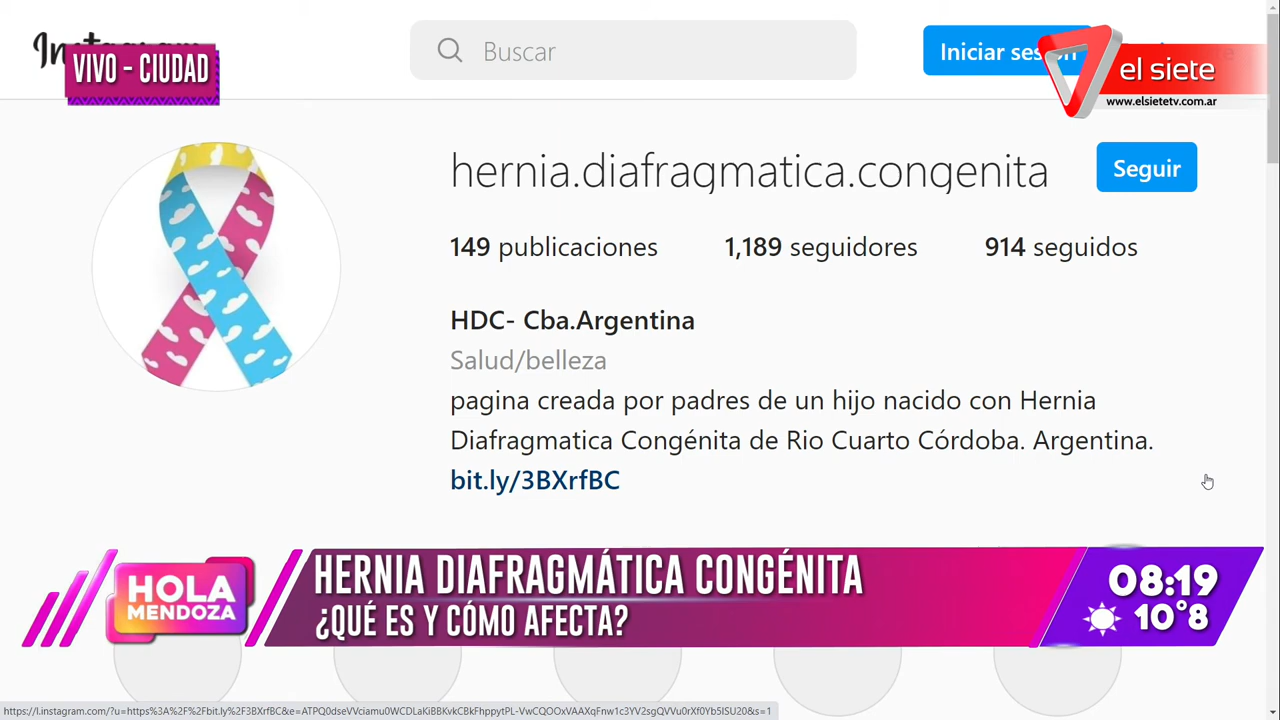 Instagram
VIVO - CIUDAD
Buscar
Iniciar sesión
el siete
www.elsietetv.com.ar
hernia.diafragmatica.congenita
Seguir
149 publicaciones
1,189 seguidores
914 seguidos
HDC- Cba.Argentina
Salud/belleza
pagina creada por padres de un hijo nacido con Hernia
Diafragmatica Congénita de Rio Cuarto Córdoba. Argentina.
bit.ly/3BXrfBC
HOLA
MENDOZA
HERNIA DIAFRAGMÁTICA CONGÉNITA
¿QUÉ ES Y CÓMO AFECTA?
08:19
10°8